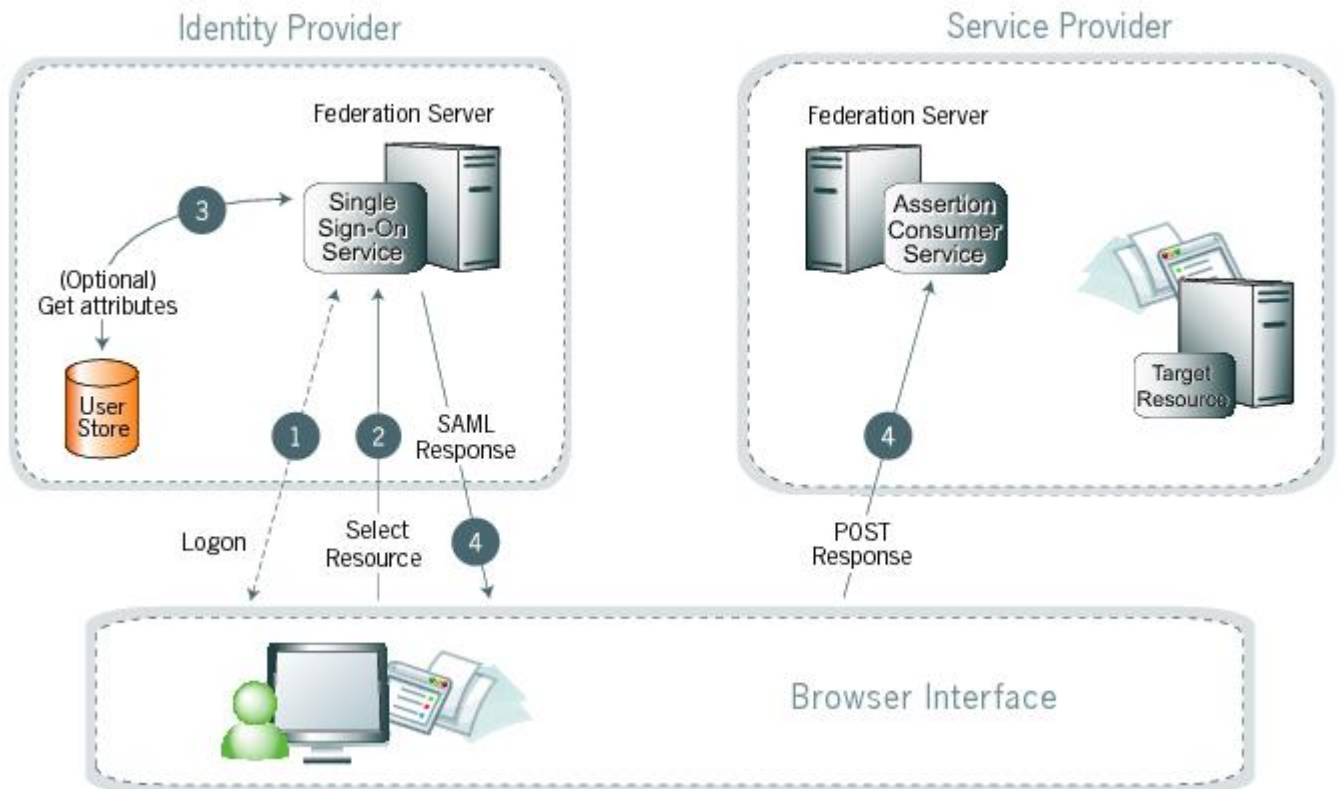 Identity Provider
Service Provider
Federation Server
Single
Sign-On
Service
3
(Optional)
Get attributes
User
Store
1
2
SAML
Response
Logon
Select
Resource
4
Federation Server
Assertion
Consumer
Service
Target
Resource
4
POST
Response
Browser Interface